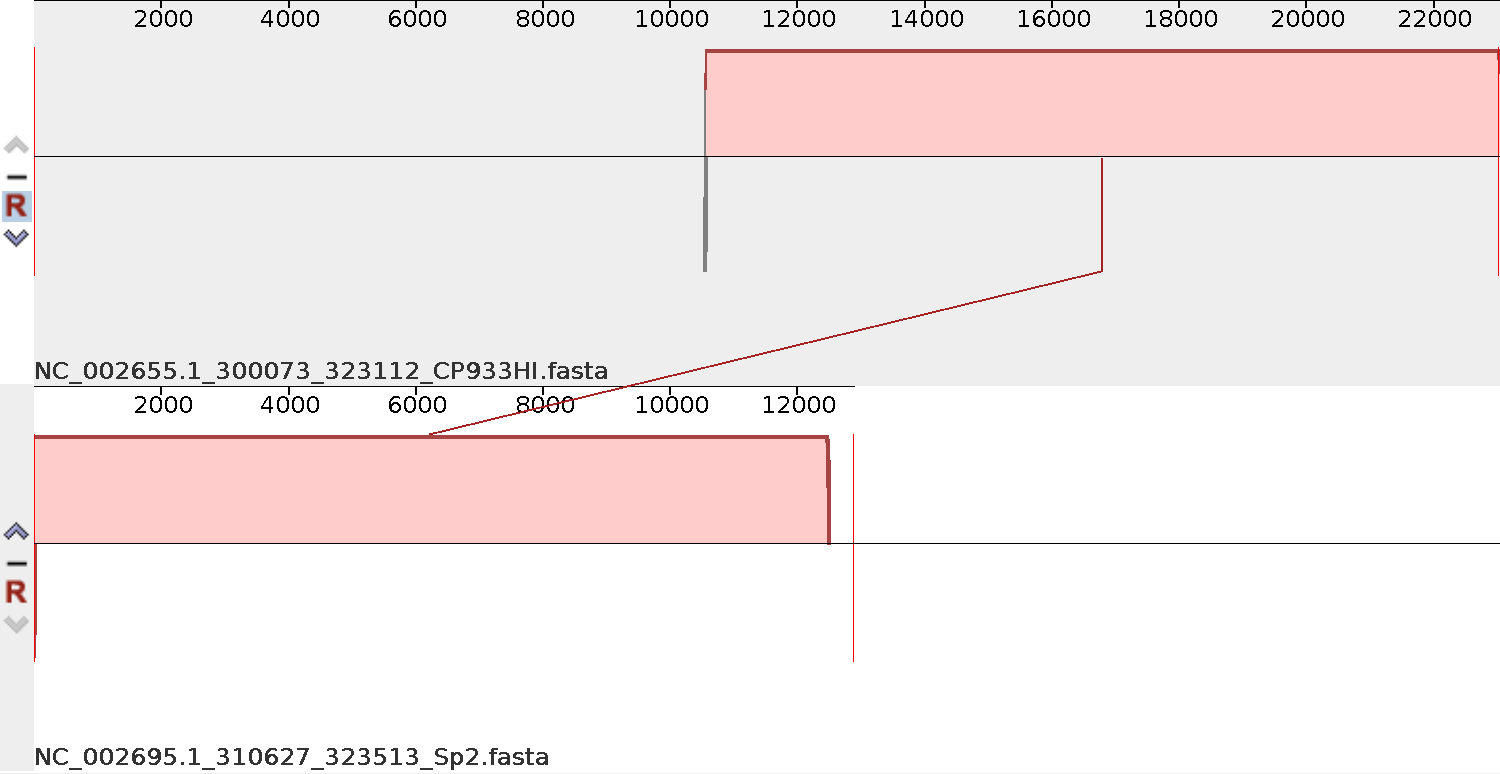 2000 4000 6000 8000 10000 12000 14000 16000 18000 20000 22000
R
NC_002655.1_300073_323112_CP933HI.fasta
2000 4000 6000 8000 10000 12000
R
NC_002695.1_310627_323513_Sp2.fasta